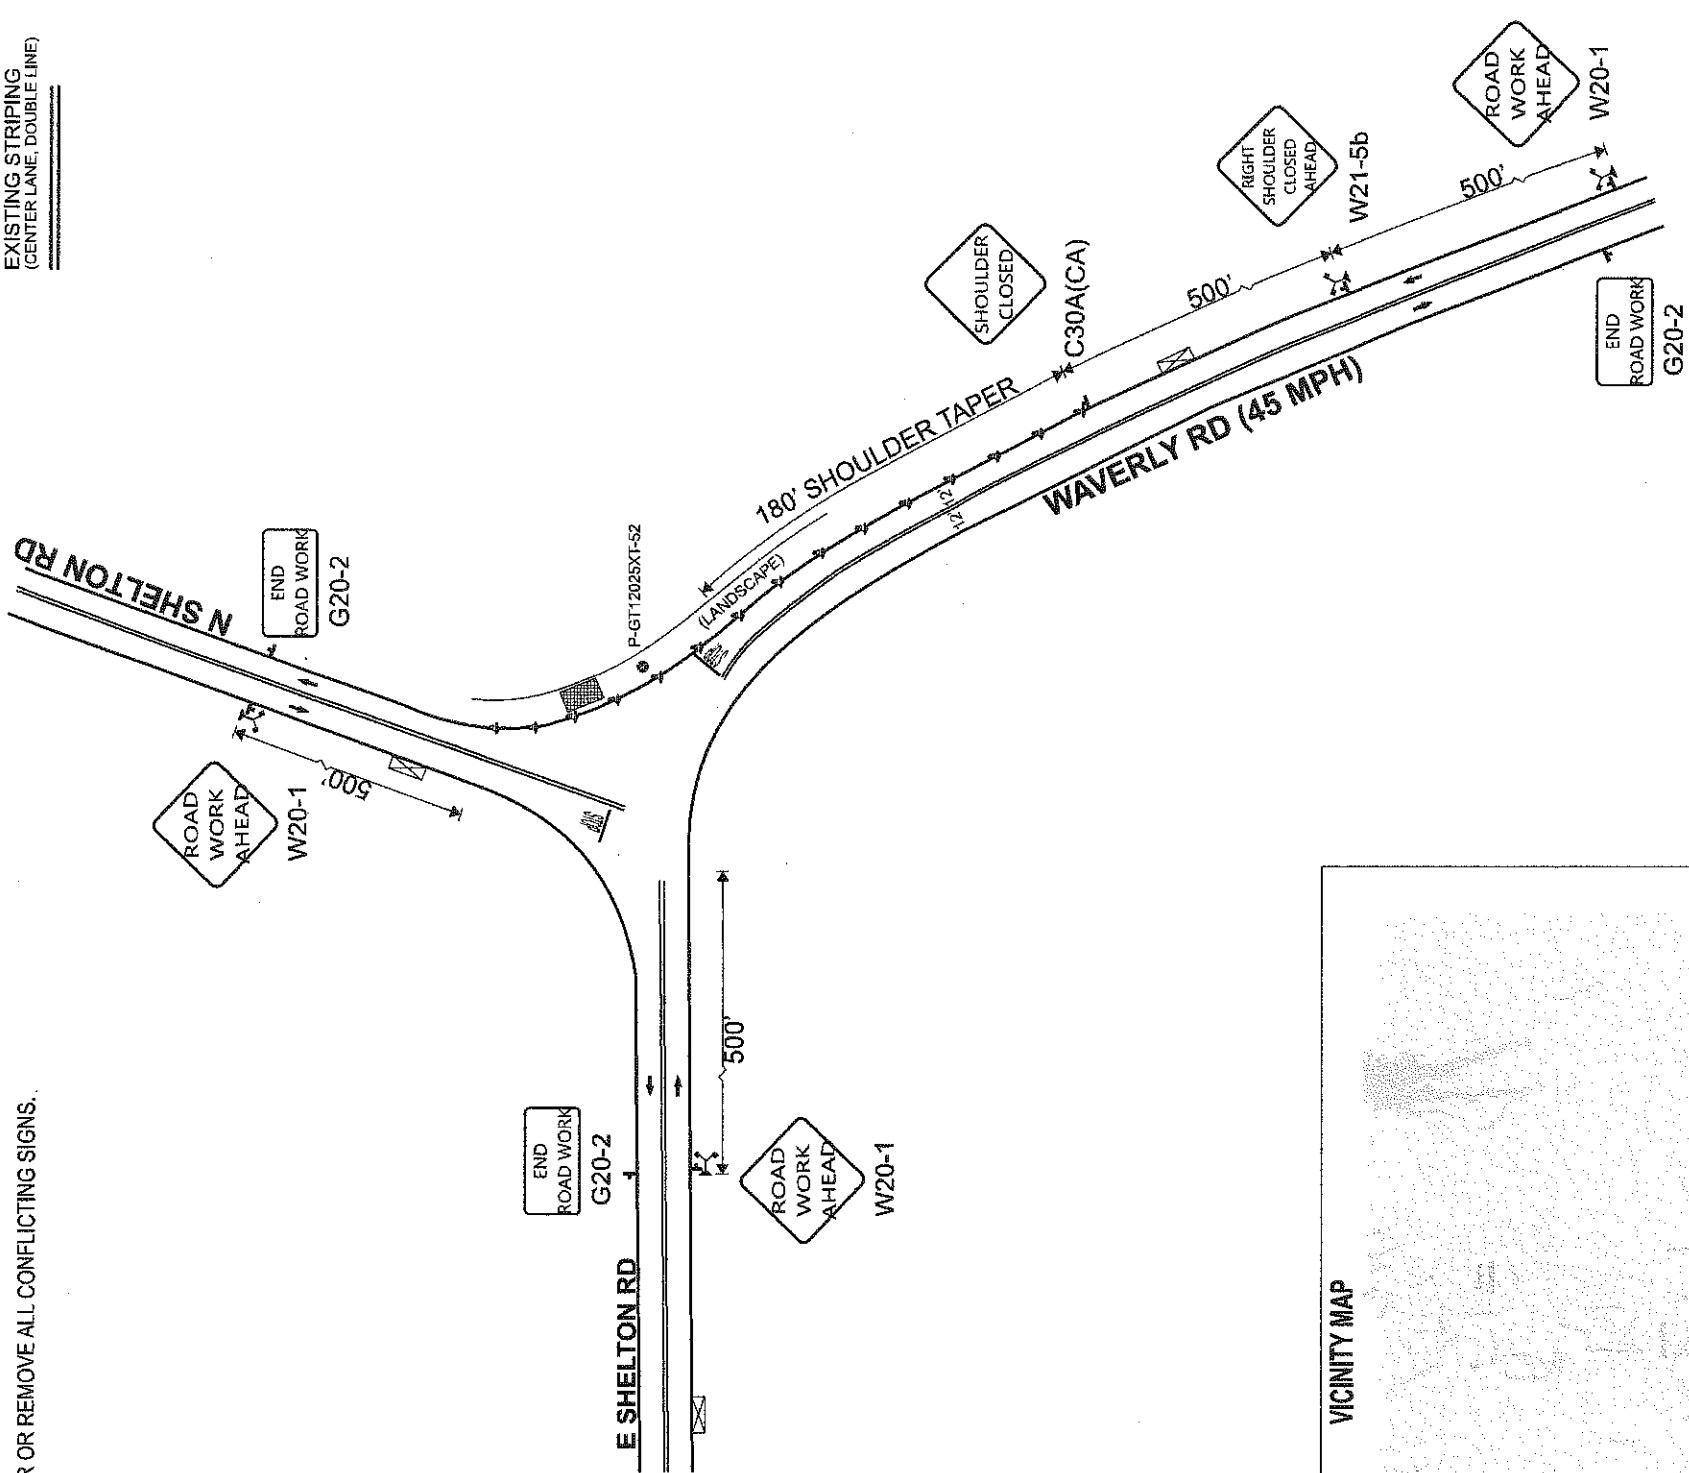 EXISTING STRIPING
(CENTER LANE, DOUBLE LINE)
R OR REMOVE ALL CONFLICTING SIGNS.
N SHELTON RD
END
ROAD WORK
G20-2
ROAD
WORK
AHEAD
W20-1
500'
STOP
P-GT12025XT-52
(LANDSCAPE)
180' SHOULDER TAPER
STOP
12'
12'
SHOULDER
CLOSED
C30A(CA)
500'
RIGHT
SHOULDER
CLOSED
AHEAD
W21-5b
500'
ROAD
WORK
AHEAD
W20-1
WAVERLY RD (45 MPH)
END
ROAD WORK
G20-2
E SHELTON RD
END
ROAD WORK
G20-2
500'
ROAD
WORK
AHEAD
W20-1
VICINITY MAP